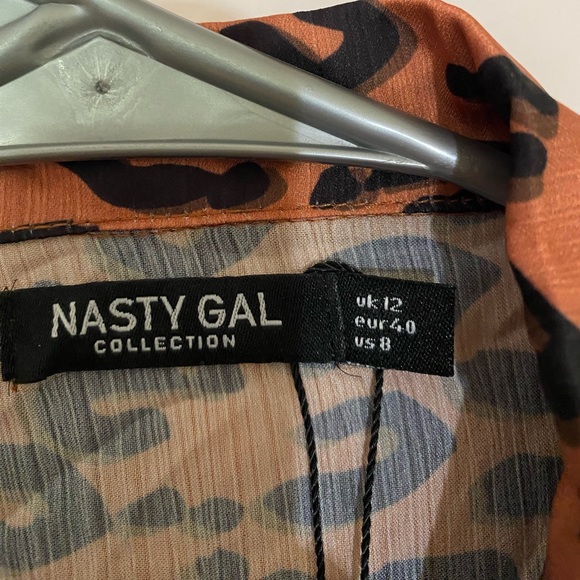 NASTY GAL
COLLECTION
uk 12
eur 40
us 8